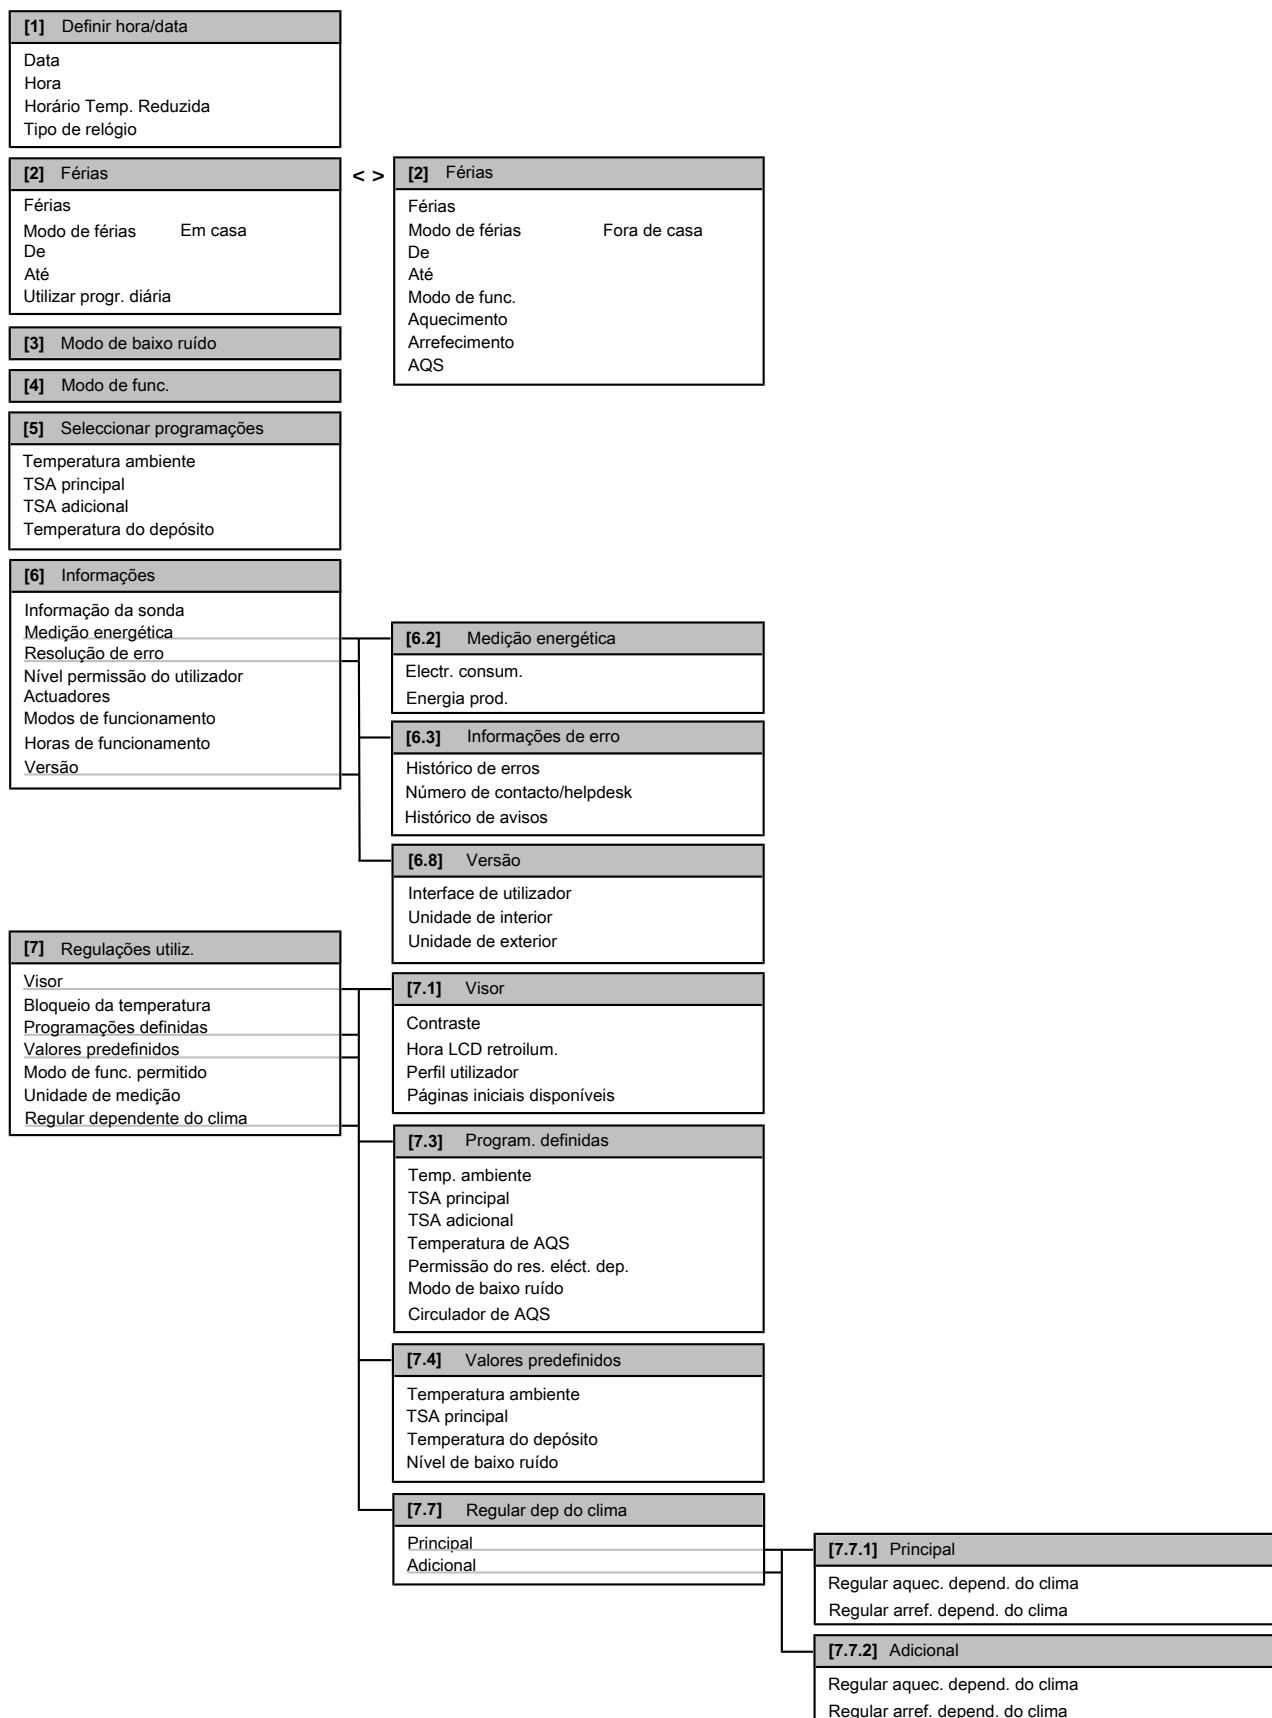 [1] Definir hora/data
Data
Hora
Horário Temp. Reduzida
Tipo de relógio
[2] Férias
Férias
Modo de férias Em casa
De
Até
Utilizar progr. diária
< >
[2] Férias
Férias
Modo de férias Fora de casa
De
Até
Modo de func.
Aquecimento
Arrefecimento
AQS
[3] Modo de baixo ruído
[4] Modo de func.
[5] Seleccionar programações
Temperatura ambiente
TSA principal
TSA adicional
Temperatura do depósito
[6] Informações
Informação da sonda
Medição energética
Resolução de erro
Nível permissão do utilizador
Actuadores
Modos de funcionamento
Horas de funcionamento
Versão
[6.2] Medição energética
Electr. consum.
Energia prod.
[6.3] Informações de erro
Histórico de erros
Número de contacto/helpdesk
Histórico de avisos
[6.8] Versão
Interface de utilizador
Unidade de interior
Unidade de exterior
[7] Regulações utiliz.
Visor
Bloqueio da temperatura
Programações definidas
Valores predefinidos
Modo de func. permitido
Unidade de medição
Regular dependente do clima
[7.1] Visor
Contraste
Hora LCD retroilum.
Perfil utilizador
Páginas iniciais disponíveis
[7.3] Program. definidas
Temp. ambiente
TSA principal
TSA adicional
Temperatura de AQS
Permissão do res. eléct. dep.
Modo de baixo ruído
Circulador de AQS
[7.4] Valores predefinidos
Temperatura ambiente
TSA principal
Temperatura do depósito
Nível de baixo ruído
[7.7] Regular dep do clima
Principal
Adicional
[7.7.1] Principal
Regular aquec. depend. do clima
Regular arref. depend. do clima
[7.7.2] Adicional
Regular aquec. depend. do clima
Regular arref. depend. do clima